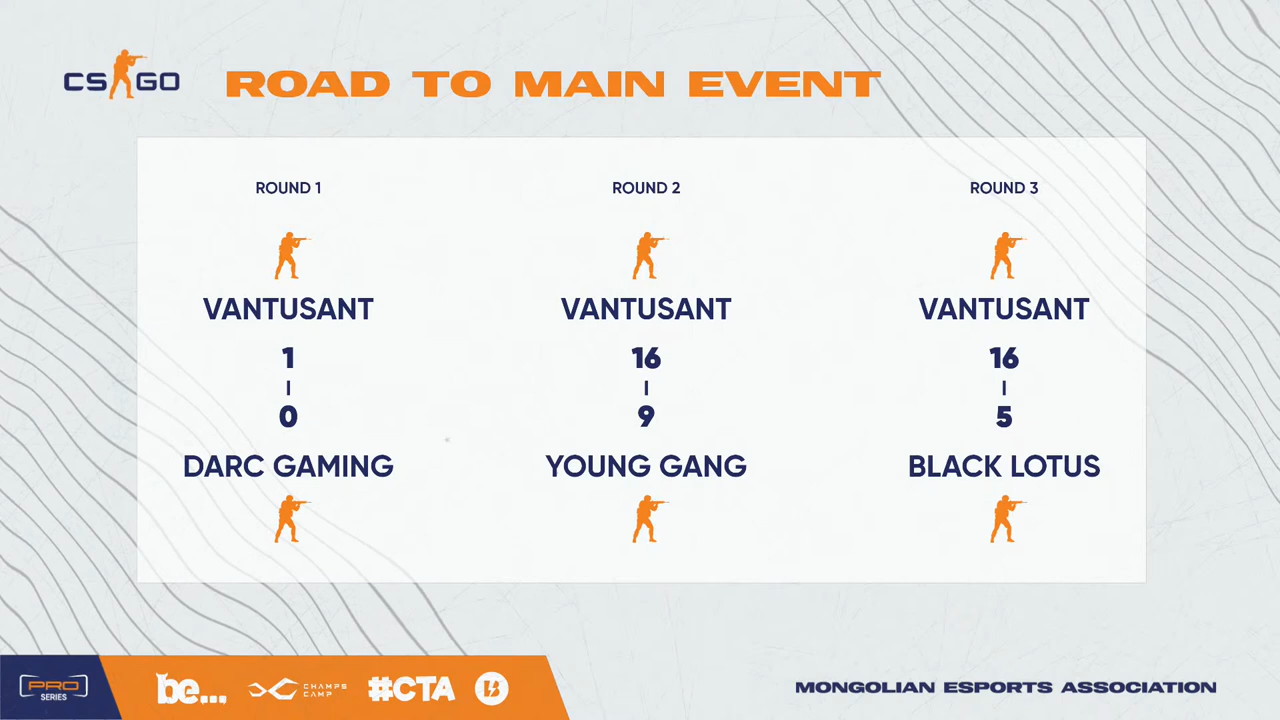 CS GO
ROAD TO MAIN EVENT
ROUND 1
VANTUSANT
1
-
0
DARC GAMING
ROUND 2
VANTUSANT
16
-
9
YOUNG GANG
ROUND 3
VANTUSANT
16
-
5
BLACK LOTUS
PRO
SERIES
be...
CHAMPS
CAMP
#CTA
MONGOLIAN ESPORTS ASSOCIATION